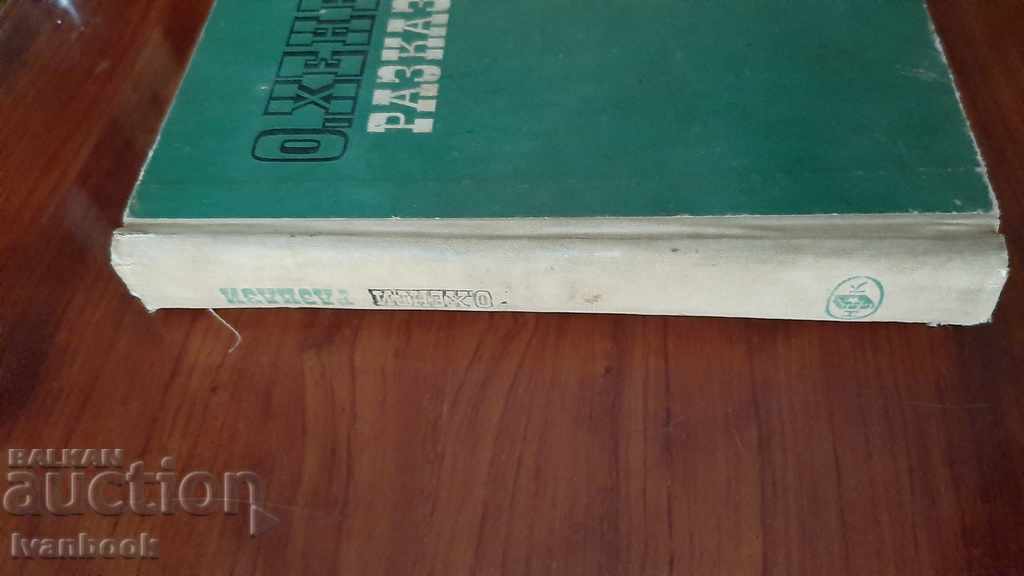 О. ХЕН
РАЗКАЗ
О. ХЕНРИ
РАЗКАЗИ
BALKAN
auction
Ivanbook